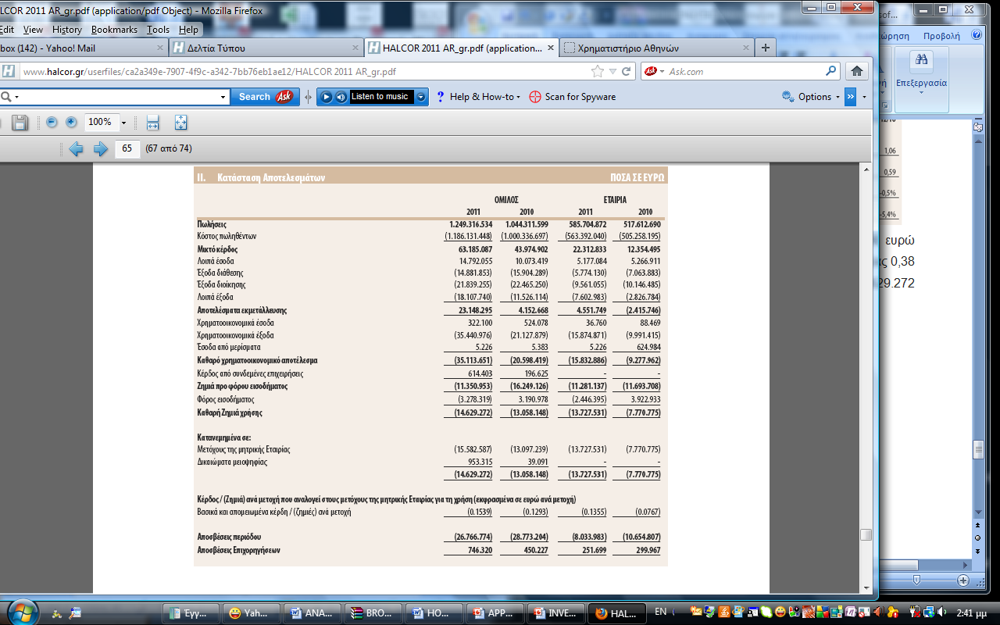 LCOR 2011 AR_gr.pdf (application/pdf Object) - Mozilla Firefox
Edit View History Bookmarks Tools Help
box (142) - Yahoo! Mail Δελτία Τύπου HALCOR 2011 AR_gr.pdf (application... Χρηματιστήριο Αθηνών
www.halcor.gr/userfiles/ca2a349e-7907-4f9c-a342-7bb76eb1ae12/HALCOR 2011 AR_gr.pdf Ask Ask.com
Search Ask Listen to music Help & How-to Scan for Spyware Options
100%
65 (67 από 74)
II. Κατάσταση Αποτελεσμάτων ΠΟΣΑ ΣΕ ΕΥΡΩ
ΟΜΙΛΟΣ ΕΤΑΙΡΙΑ
2011 2010 2011 2010
Πωλήσεις 1.249.316.534 1.044.311.599 585.704.872 517.612.690
Κόστος πωληθέντων (1.186.131.448) (1.000.336.697) (563.392.040) (505.258.195)
Μικτό κέρδος 63.185.087 43.974.902 22.312.833 12.354.495
Λοιπά έσοδα 14.792.055 10.073.419 5.177.084 5.266.911
Έξοδα διάθεσης (14.881.853) (15.904.289) (5.774.130) (7.063.883)
Έξοδα διοίκησης (21.839.255) (22.465.250) (9.561.055) (10.146.485)
Λοιπά έξοδα (18.107.740) (11.526.114) (7.602.983) (2.826.784)
Αποτελέσματα εκμετάλλευσης 23.148.295 4.152.668 4.551.749 (2.415.746)
Χρηματοοικονομικά έσοδα 322.100 524.078 36.760 88.469
Χρηματοοικονομικά έξοδα (35.440.976) (21.127.879) (15.874.871) (9.991.415)
Έσοδα από μερίσματα 5.226 5.383 5.226 624.984
Καθαρό χρηματοοικονομικό αποτέλεσμα (35.113.651) (20.598.419) (15.832.886) (9.277.962)
Κέρδος από συνδεμένες επιχειρήσεις 614.403 196.625 - -
Ζημιά προ φόρου εισοδήματος (11.350.953) (16.249.126) (11.281.137) (11.693.708)
Φόρος εισοδήματος (3.278.319) 3.190.978 (2.446.395) 3.922.933
Καθαρή Ζημιά χρήσης (14.629.272) (13.058.148) (13.727.531) (7.770.775)
Κατανεμημένα σε:
Μετόχους της μητρικής Εταιρίας (15.582.587) (13.097.239) (13.727.531) (7.770.775)
Δικαιώματα μειοψηφίας 953.315 39.091 - -
(14.629.272) (13.058.148) (13.727.531) (7.770.775)
Κέρδος / (Ζημιά) ανά μετοχή που αναλογεί στους μετόχους της μητρικής Εταιρίας για τη χρήση (εκφρασμένα σε ευρώ ανά μετοχή)
Βασικά και απομειωμένα κέρδη / (ζημιές) ανά μετοχή (0.1539) (0.1293) (0.1355) (0.0767)
Αποσβέσεις περιόδου (26.766.774) (28.773.204) (8.033.983) (10.654.807)
Αποσβέσεις Επιχορηγήσεων 746.320 450.227 251.699 299.967
Προβολή
Επεξεργασία
1,06
0,59
-0,5%
-5,4%
ευρώ
ς 0,38
29.272
Έγγ... Yah... ANA... BRO... HO... APP... INVE... HAL... EN 2:41 μμ